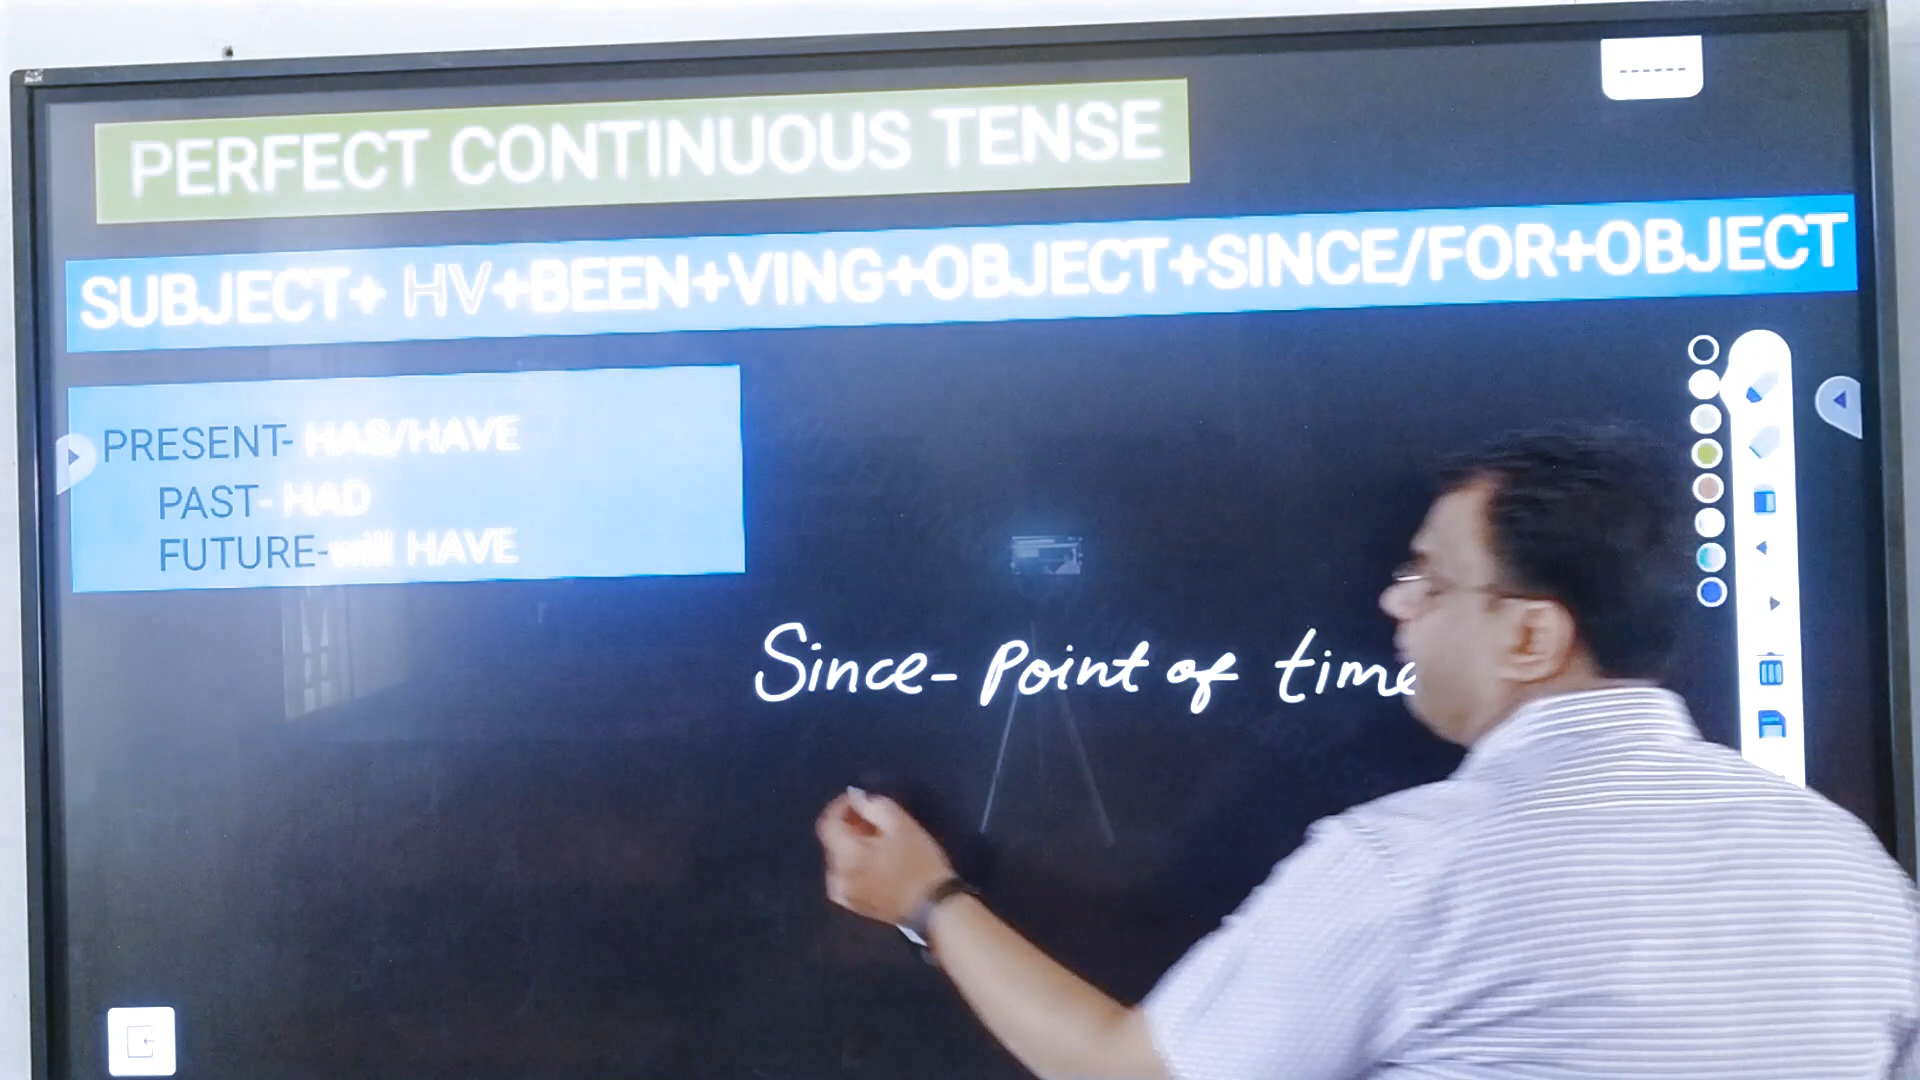 PERFECT CONTINUOUS TENSE
SUBJECT+ HV+BEEN+VING+OBJECT+SINCE/FOR+OBJECT
PRESENT- HAS/HAVE
PAST- HAD
FUTURE-will HAVE
Since- Point of time